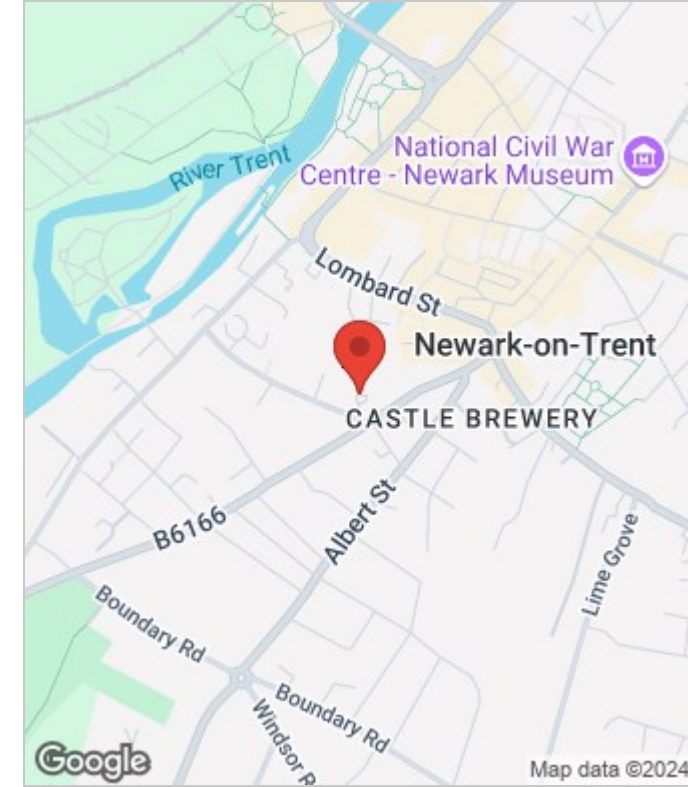 National Civil War
Centre - Newark Museum
River Trent
Lombard St
Newark-on-Trent
CASTLE BREWERY
B6166
Albert St
Lime Grove
Boundary Rd
Boundary Rd
Windsor R
Google
Map data ©2024